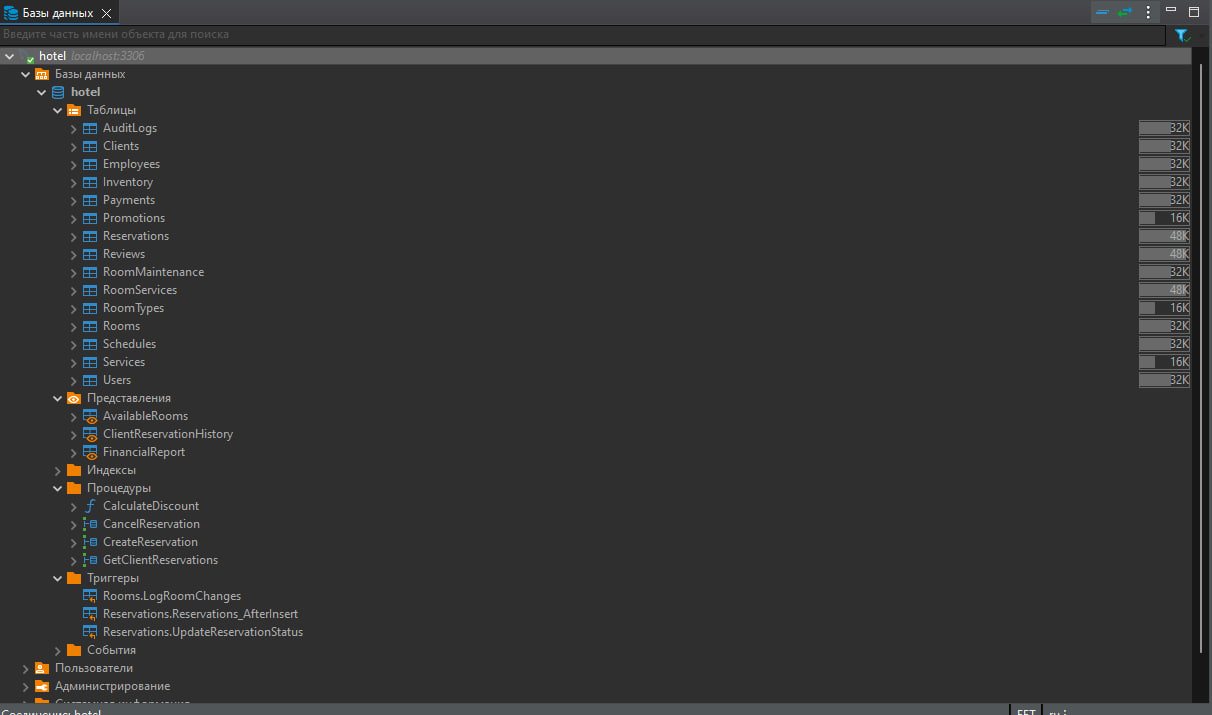 Базы данных
Введите часть имени объекта для поиска
hotel localhost:3306
Базы данных
hotel
Таблицы
AuditLogs 32K
Clients 32K
Employees 32K
Inventory 32K
Payments 32K
Promotions 16K
Reservations 48K
Reviews 48K
RoomMaintenance 32K
RoomServices 48K
RoomTypes 16K
Rooms 32K
Schedules 32K
Services 16K
Users 32K
Представления
AvailableRooms
ClientReservationHistory
FinancialReport
Индексы
Процедуры
CalculateDiscount
CancelReservation
CreateReservation
GetClientReservations
Триггеры
Rooms.LogRoomChanges
Reservations.Reservations_AfterInsert
Reservations.UpdateReservationStatus
События
Пользователи
Администрирование
Системная информация
Соединения: hotel EET ru